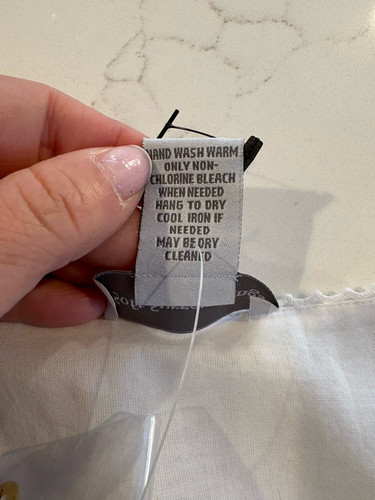 HAND WASH WARM
ONLY NON-
CHLORINE BLEACH
WHEN NEEDED
HANG TO DRY
COOL IRON IF
NEEDED
MAY BE DRY
CLEANED